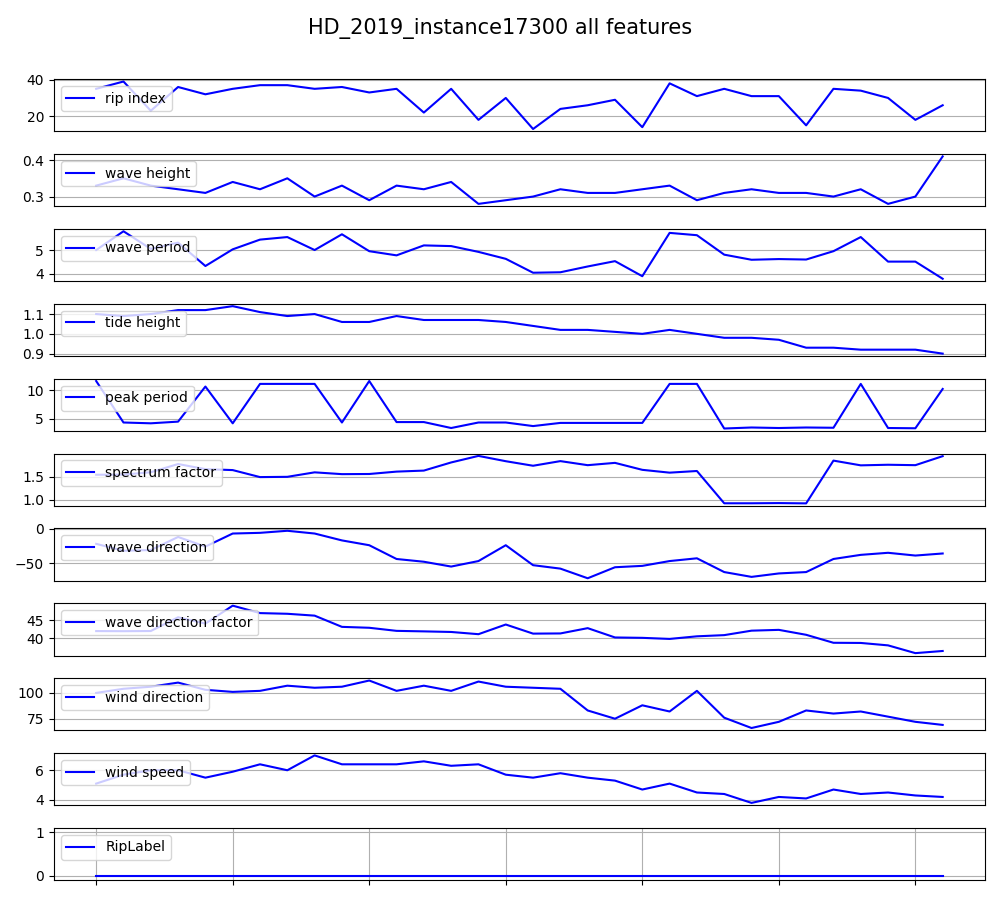 HD_2019_instance17300 all features
40
20
rip index
0.4
0.3
wave height
5
4
wave period
1.1
1.0
0.9
tide height
10
5
peak period
1.5
1.0
spectrum factor
0
−50
wave direction
45
40
wave direction factor
100
75
wind direction
6
4
wind speed
1
0
RipLabel